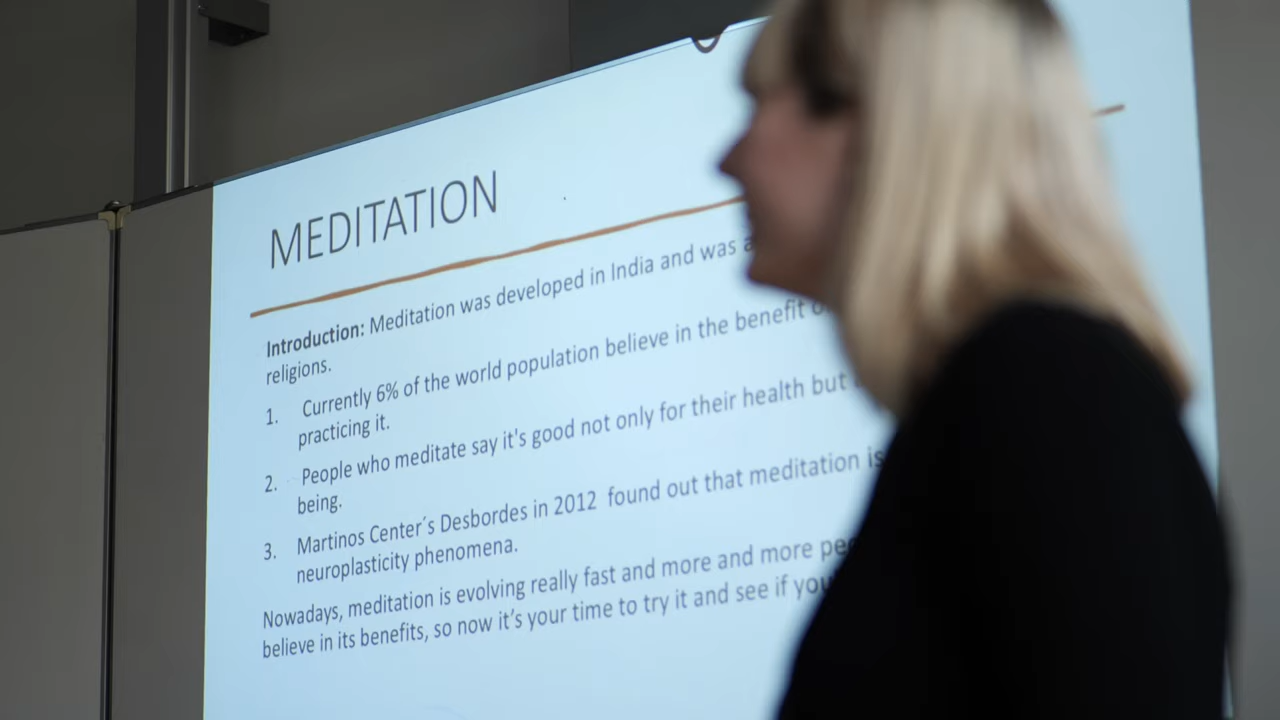 MEDITATION
Introduction: Meditation was developed in India and was
religions.
1. Currently 6% of the world population believe in the benefit
practicing it.
2. People who meditate say it's good not only for their health but
being.
3. Martinos Center´s Desbordes in 2012 found out that meditation is
neuroplasticity phenomena.
Nowadays, meditation is evolving really fast and more and more
believe in its benefits, so now it's your time to try it and see if you